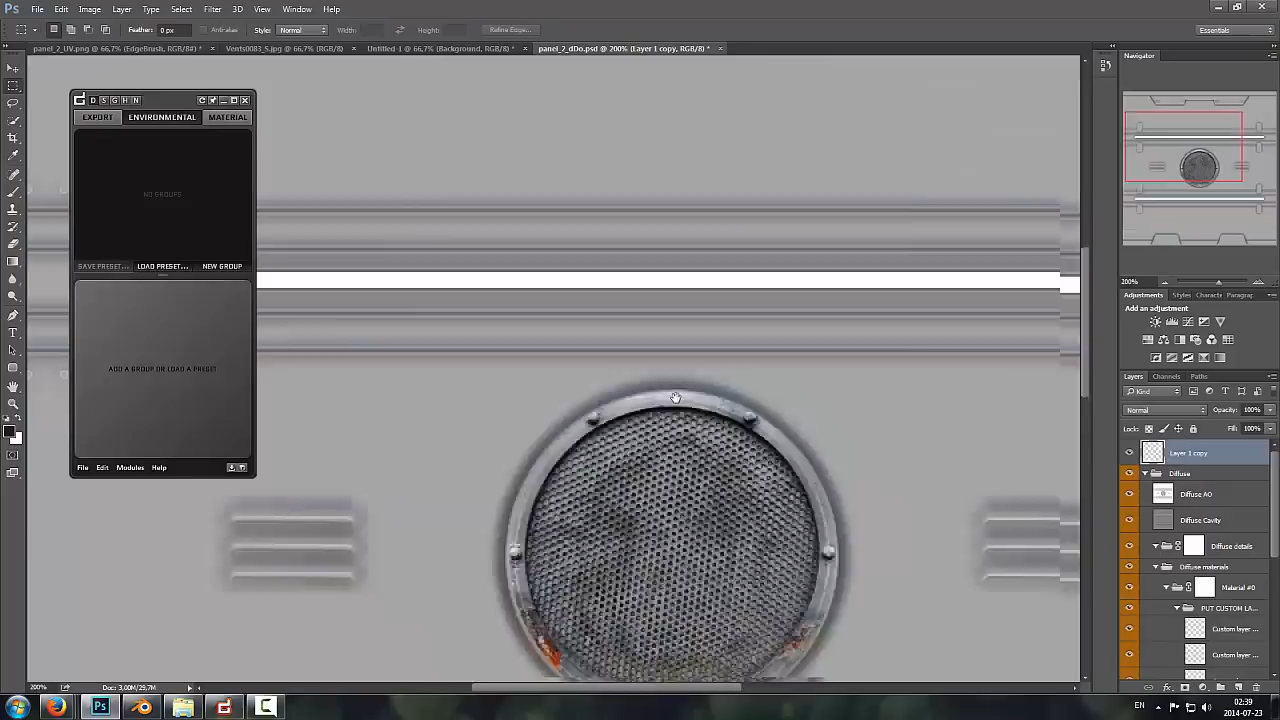 Ps File Edit Image Layer Type Select Filter 3D View Window Help
Feather: 0 px Anti-alias Style: Normal Width: Height: Refine Edge... Essentials
panel_2_UV.png @ 66,7% (EdgeBrush, RGB/8#) * × Vents0083_S.jpg @ 66,7% (RGB/8) × Untitled-1 @ 66,7% (Background, RGB/8*) * × panel_2_dDo.psd @ 200% (Layer 1 copy, RGB/8) * ×
Navigator
D S G H N
EXPORT ENVIRONMENTAL MATERIAL
NO GROUPS
SAVE PRESET... LOAD PRESET... NEW GROUP
ADD A GROUP OR LOAD A PRESET
File Edit Modules Help
200%
Adjustments Styles Characte Paragrap
Add an adjustment
Layers Channels Paths
Kind
Normal Opacity: 100%
Lock: Fill: 100%
Layer 1 copy
Diffuse
Diffuse AO
Diffuse Cavity
Diffuse details
Diffuse materials
Material #0
PUT CUSTOM LA...
Custom layer ...
Custom layer ...
200% Doc: 3,00M/29,7M
Ps
EN 02:39
2014-07-23